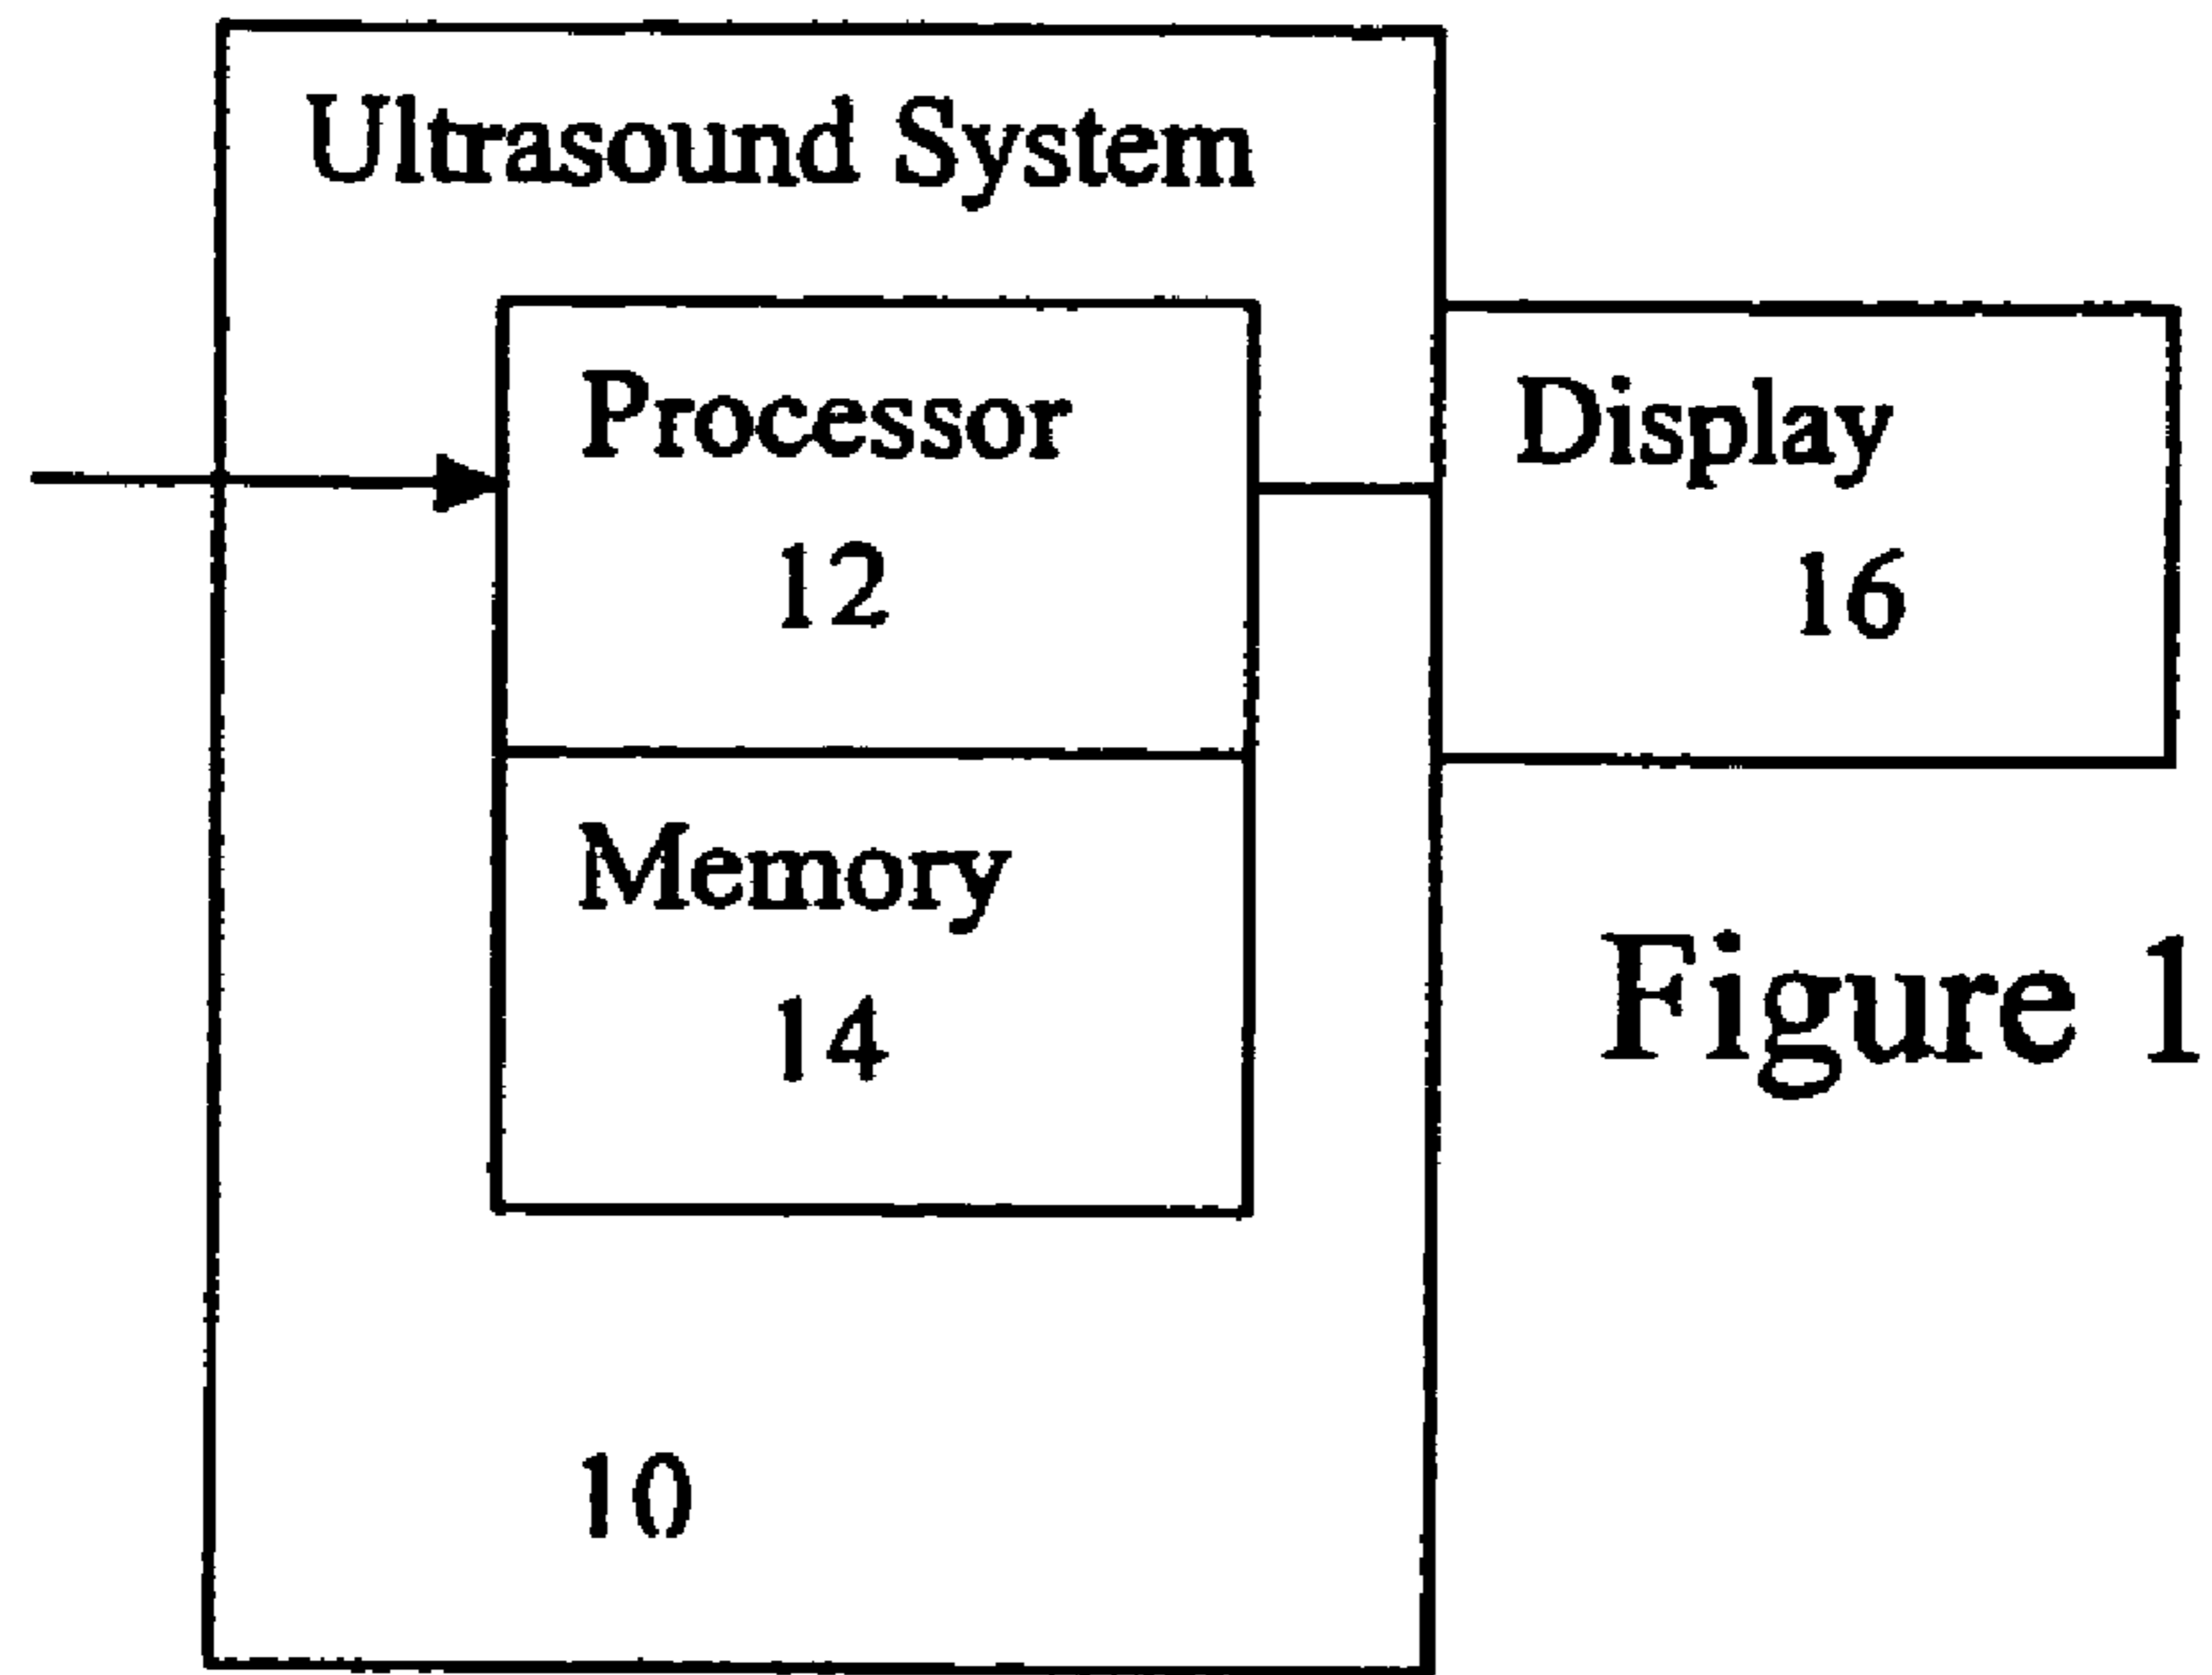 Ultrasound System
Processor
12
Display
16
Memory
14
Figure 1
10